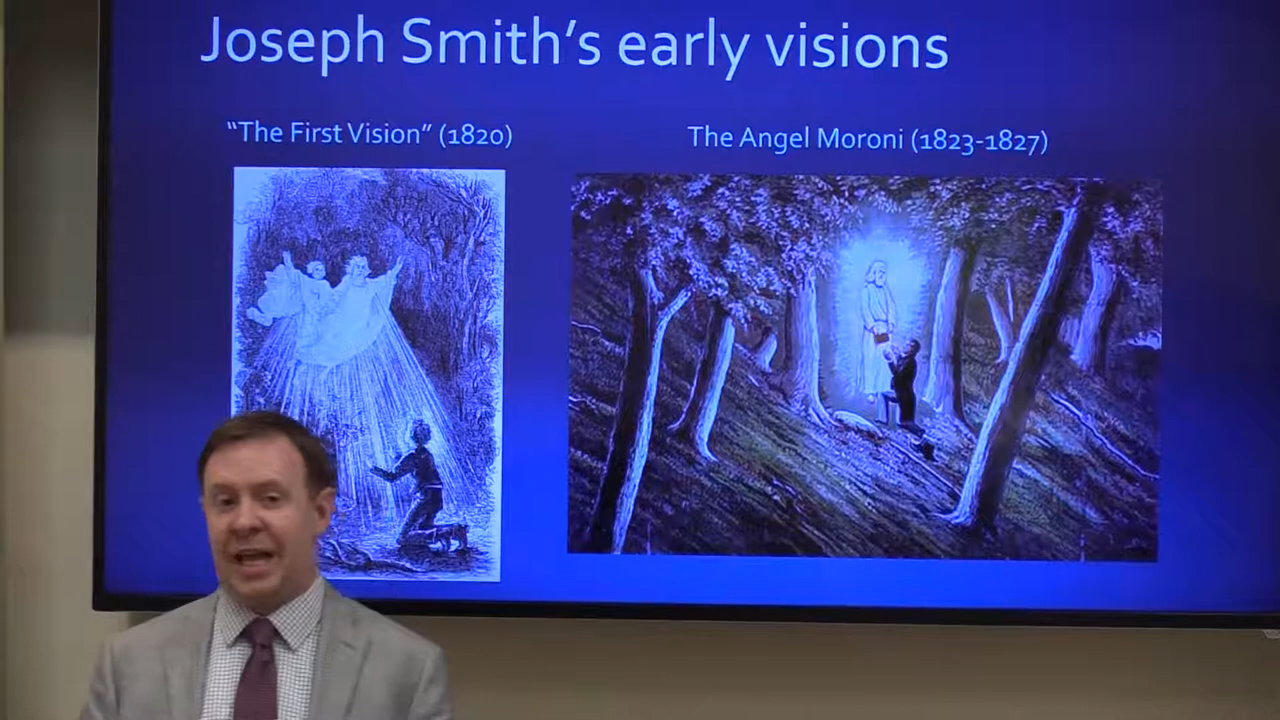 Joseph Smith's early visions
"The First Vision" (1820)
The Angel Moroni (1823-1827)